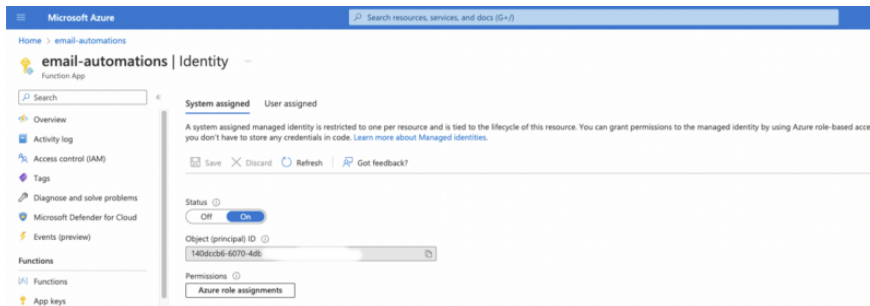 Microsoft Azure
Search resources, services, and docs (G+/)
Home > email-automations
email-automations | Identity
Function App
Search
Overview
Activity log
Access control (IAM)
Tags
Diagnose and solve problems
Microsoft Defender for Cloud
Events (preview)
Functions
Functions
App keys
System assigned User assigned
A system assigned managed identity is restricted to one per resource and is tied to the lifecycle of this resource. You can grant permissions to the managed identity by using Azure role-based acce
you don't have to store any credentials in code. Learn more about Managed identities.
Save Discard Refresh Got feedback?
Status
Off On
Object (principal) ID
140dccb6-6070-4db
Permissions
Azure role assignments